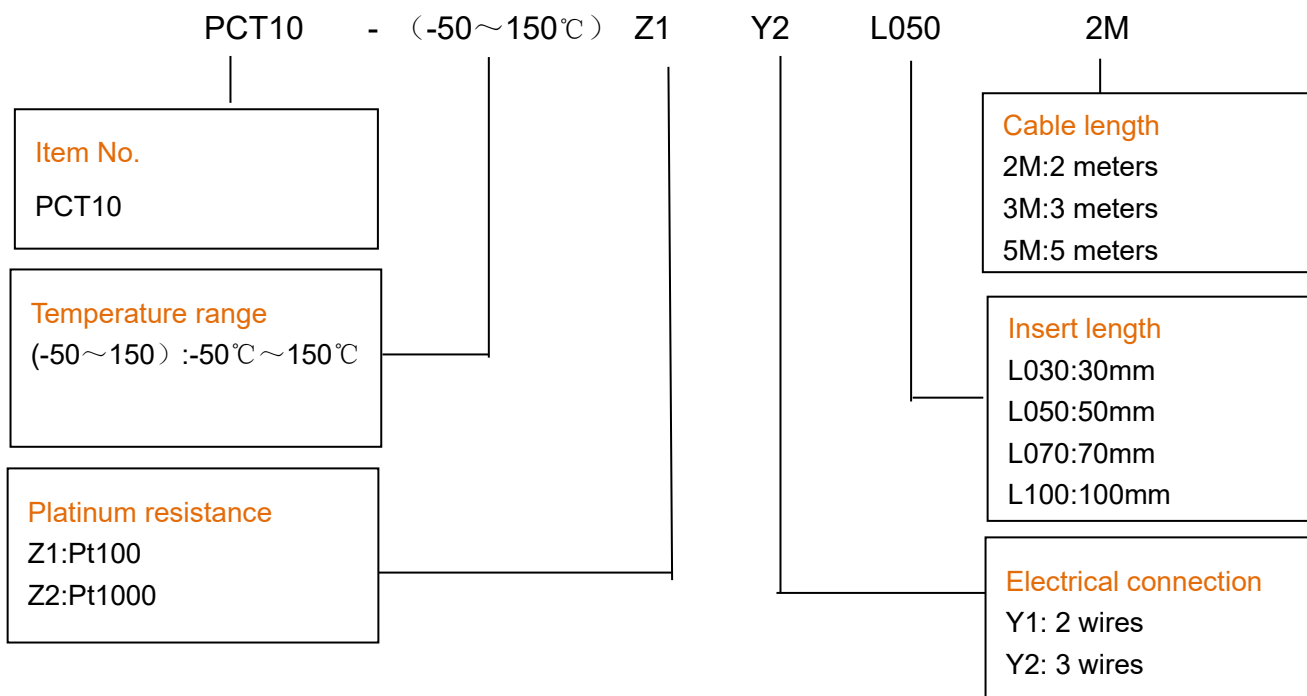 PCT10 - （-50～150℃） Z1 Y2 L050 2M
Item No.
PCT10
Temperature range
(-50～150）:-50℃～150℃
Platinum resistance
Z1:Pt100
Z2:Pt1000
Cable length
2M:2 meters
3M:3 meters
5M:5 meters
Insert length
L030:30mm
L050:50mm
L070:70mm
L100:100mm
Electrical connection
Y1: 2 wires
Y2: 3 wires